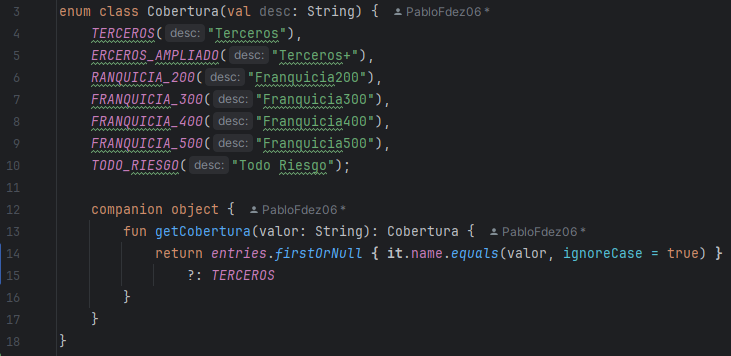 3 enum class Cobertura(val desc: String) { PabloFdez06 *
4 TERCEROS( desc: "Terceros"),
5 ERCEROS_AMPLIADO( desc: "Terceros+"),
6 RANQUICIA_200( desc: "Franquicia200"),
7 FRANQUICIA_300( desc: "Franquicia300"),
8 FRANQUICIA_400( desc: "Franquicia400"),
9 FRANQUICIA_500( desc: "Franquicia500"),
10 TODO_RIESGO( desc: "Todo Riesgo");
11
12 companion object { PabloFdez06 *
13 fun getCobertura(valor: String): Cobertura { PabloFdez06 *
14 return entries.firstOrNull { it.name.equals(valor, ignoreCase = true) }
15 ?: TERCEROS
16 }
17 }
18 }